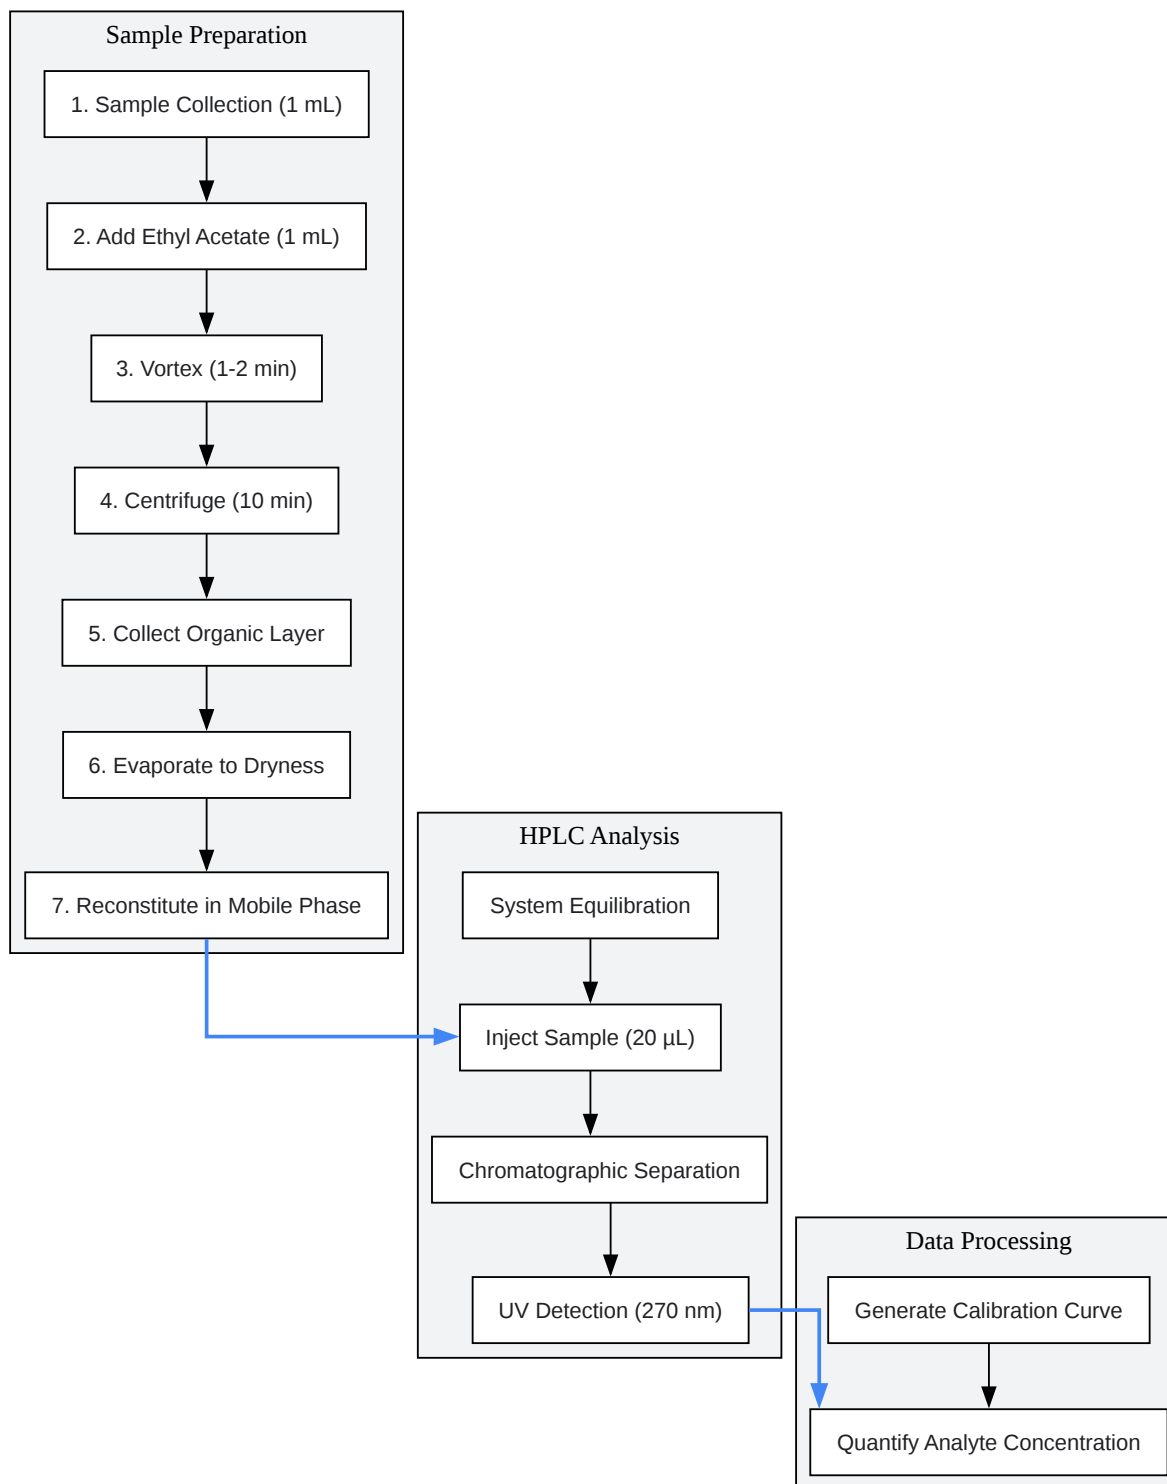 Sample Preparation
1. Sample Collection (1 mL)
2. Add Ethyl Acetate (1 mL)
3. Vortex (1-2 min)
4. Centrifuge (10 min)
5. Collect Organic Layer
6. Evaporate to Dryness
7. Reconstitute in Mobile Phase
HPLC Analysis
System Equilibration
Inject Sample (20 µL)
Chromatographic Separation
UV Detection (270 nm)
Data Processing
Generate Calibration Curve
Quantify Analyte Concentration